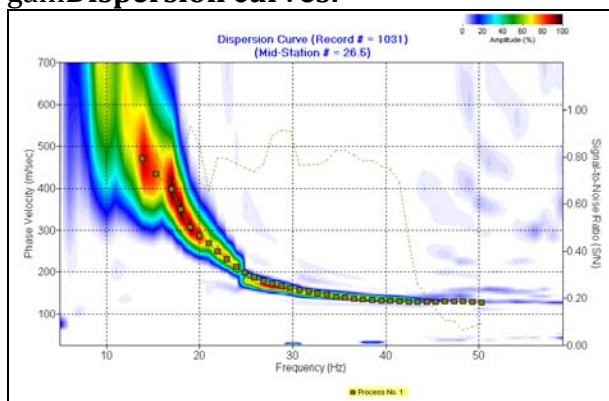 gain Dispersion curves:
Dispersion Curve (Record # = 1031)
(Mid-Station # = 26.5)
0 20 40 60 80 100
Amplitude (%)
700
600
500
400
300
200
100
Phase Velocity (m/sec)
1.00
0.80
0.60
0.40
0.20
0.00
Signal-to-Noise Ratio (S/N)
10 20 30 40 50
Frequency (Hz)
Process No. 1